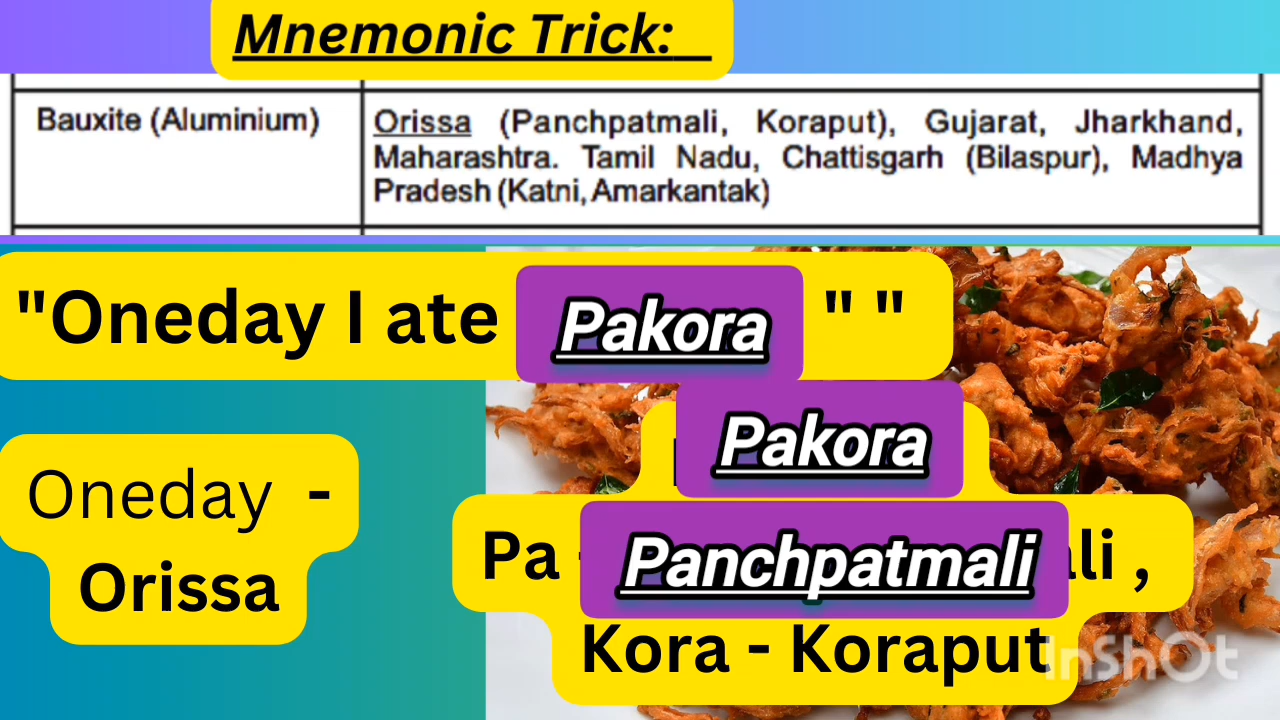 Mnemonic Trick:
Bauxite (Aluminium)
Orissa (Panchpatmali, Koraput), Gujarat, Jharkhand,
Maharashtra. Tamil Nadu, Chattisgarh (Bilaspur), Madhya
Pradesh (Katni, Amarkantak)
"Oneday I ate Pakora " "
Pakora
Oneday -
Orissa
Pa - Panchpatmali ali ,
Kora - Koraput
InShOt